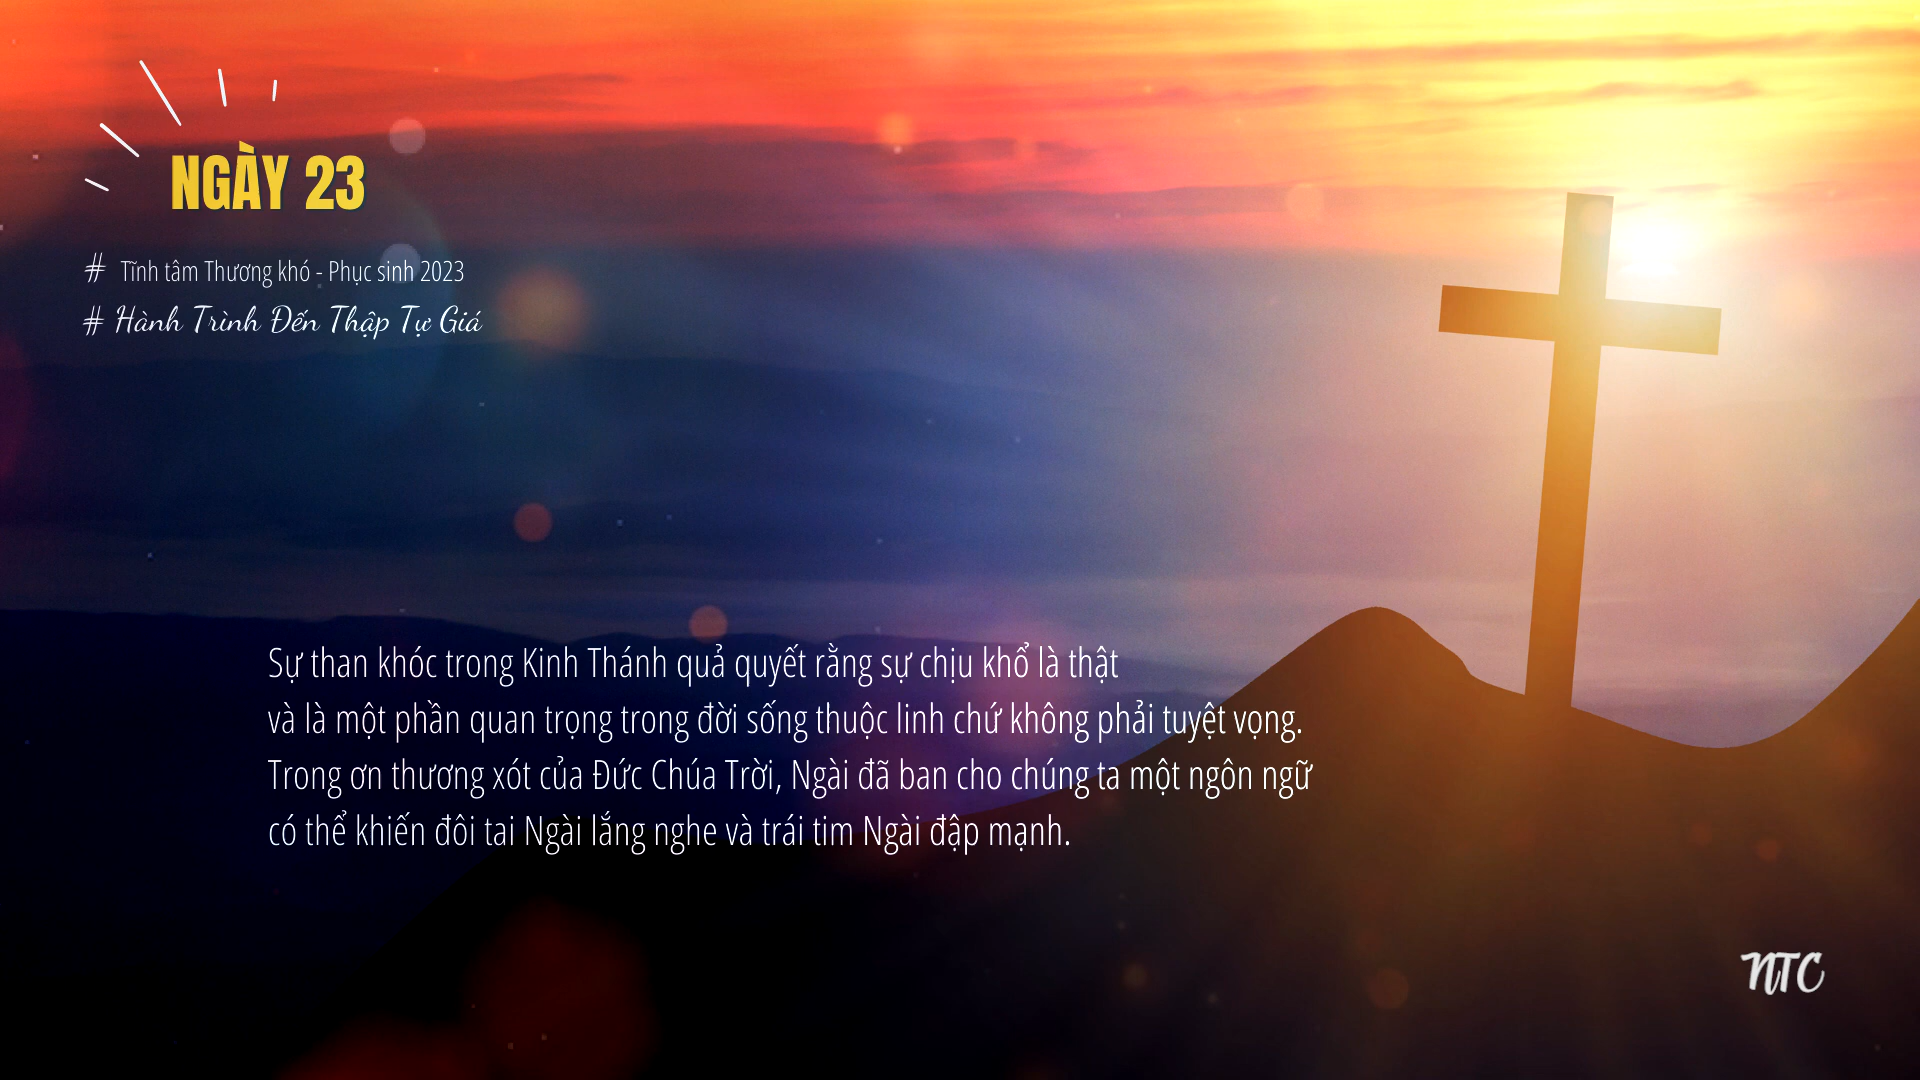 NGÀY 23
# Tĩnh tâm Thương khó - Phục sinh 2023
# Hành Trình Đến Thập Tự Giá
Sự than khóc trong Kinh Thánh quả quyết rằng sự chịu khổ là thật
và là một phần quan trọng trong đời sống thuộc linh chứ không phải tuyệt vọng.
Trong ơn thương xót của Đức Chúa Trời, Ngài đã ban cho chúng ta một ngôn ngữ
có thể khiến đôi tai Ngài lắng nghe và trái tim Ngài đập mạnh.
NTC